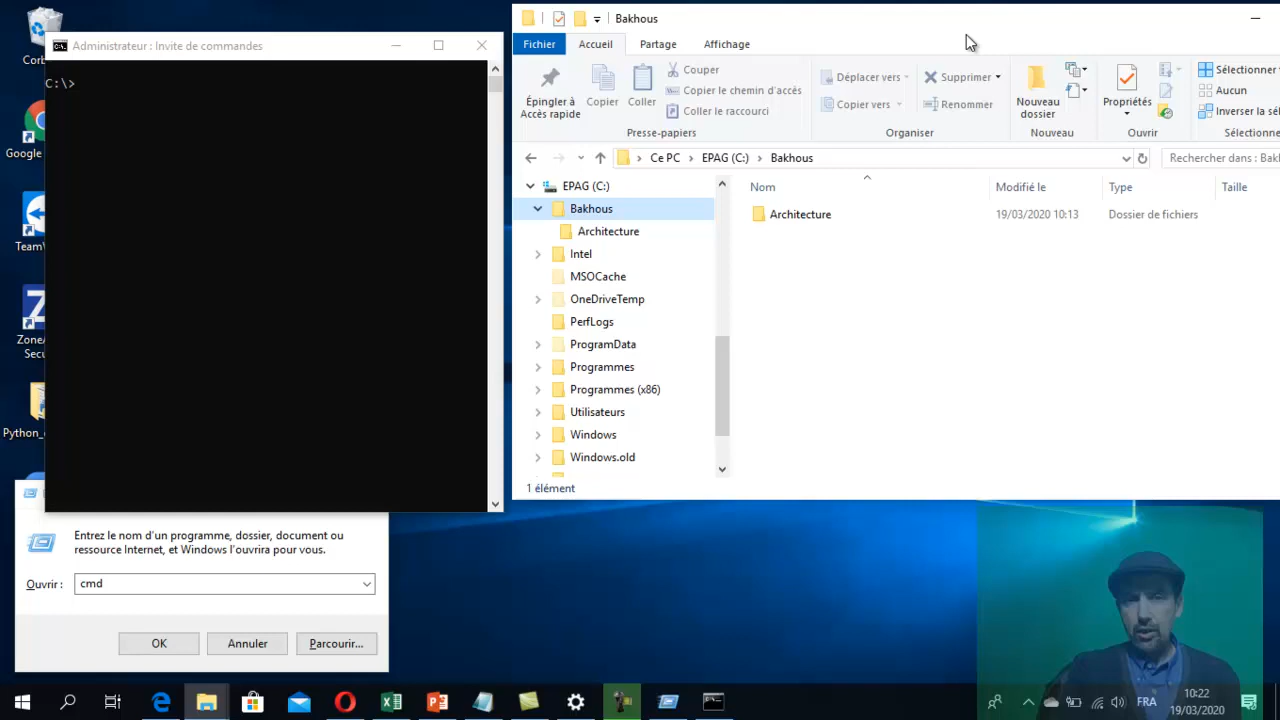 Corb
Google
Team
Zone
Secu
Python_
Administrateur : Invite de commandes
C:\>
Entrez le nom d'un programme, dossier, document ou
ressource Internet, et Windows l'ouvrira pour vous.
Ouvrir :
cmd
OK
Annuler
Parcourir...
Bakhous
Fichier
Accueil
Partage
Affichage
Épingler à
Accès rapide
Copier
Coller
Couper
Copier le chemin d'accès
Coller le raccourci
Presse-papiers
Déplacer vers
Copier vers
Supprimer
Renommer
Organiser
Nouveau
dossier
Nouveau
Propriétés
Ouvrir
Sélectionner
Aucun
Inverser la sé
Sélectionne
Ce PC
EPAG (C:)
Bakhous
Rechercher dans : Bak
EPAG (C:)
Bakhous
Architecture
Intel
MSOCache
OneDriveTemp
PerfLogs
ProgramData
Programmes
Programmes (x86)
Utilisateurs
Windows
Windows.old
1 élément
Nom
Modifié le
Type
Taille
Architecture
19/03/2020 10:13
Dossier de fichiers
FRA
10:22
19/03/2020